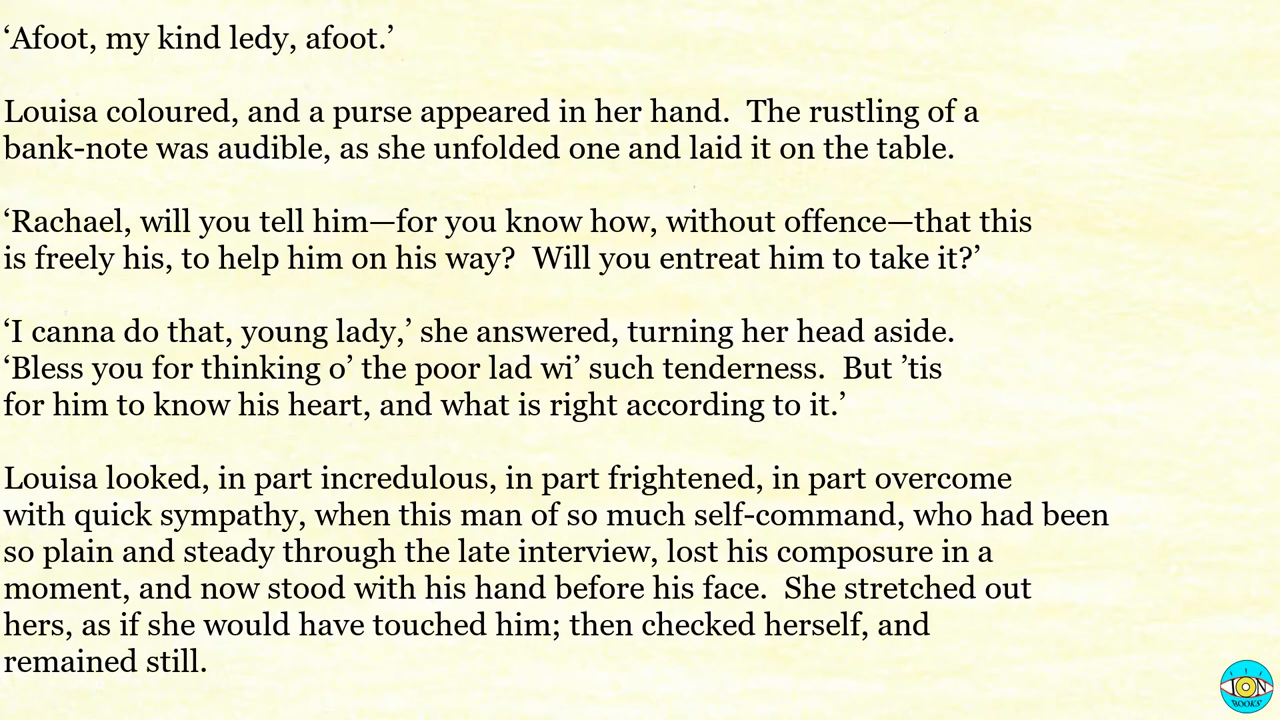 ‘Afoot, my kind ledy, afoot.’
Louisa coloured, and a purse appeared in her hand.  The rustling of a
bank-note was audible, as she unfolded one and laid it on the table.
‘Rachael, will you tell him—for you know how, without offence—that this
is freely his, to help him on his way?  Will you entreat him to take it?’
‘I canna do that, young lady,’ she answered, turning her head aside.
‘Bless you for thinking o’ the poor lad wi’ such tenderness.  But ’tis
for him to know his heart, and what is right according to it.’
Louisa looked, in part incredulous, in part frightened, in part overcome
with quick sympathy, when this man of so much self-command, who had been
so plain and steady through the late interview, lost his composure in a
moment, and now stood with his hand before his face.  She stretched out
hers, as if she would have touched him; then checked herself, and
remained still.
ION
BOOKS